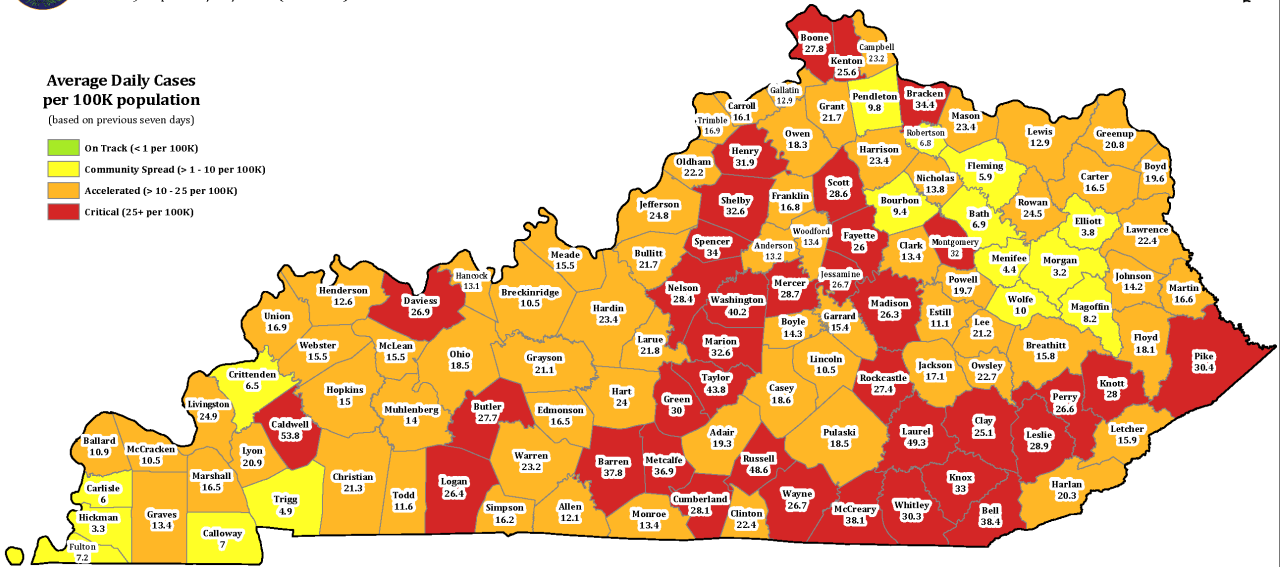 Average Daily Cases
per 100K population
(based on previous seven days)
On Track (< 1 per 100K)
Community Spread (> 1 - 10 per 100K)
Accelerated (> 10 - 25 per 100K)
Critical (25+ per 100K)
Boone
27.8
Kenton
25.6
Campbell
23.2
Gallatin
12.9
Carroll
16.1
Trimble
16.9
Grant
21.7
Pendleton
9.8
Bracken
34.4
Mason
23.4
Robertson
6.8
Lewis
12.9
Greenup
20.8
Boyd
19.6
Owen
18.3
Henry
31.9
Oldham
22.2
Harrison
23.4
Nicholas
13.8
Fleming
5.9
Carter
16.5
Rowan
24.5
Elliott
3.8
Lawrence
22.4
Scott
28.6
Shelby
32.6
Franklin
16.8
Jefferson
24.8
Bourbon
9.4
Bath
6.9
Woodford
13.4
Fayette
26
Clark
13.4
Montgomery
32
Menifee
4.4
Morgan
3.2
Johnson
14.2
Martin
16.6
Spencer
34
Anderson
13.2
Bullitt
21.7
Meade
15.5
Hancock
13.1
Breckinridge
10.5
Henderson
12.6
Daviess
26.9
Union
16.9
Nelson
28.4
Washington
40.2
Mercer
28.7
Jessamine
26.7
Madison
26.3
Powell
19.7
Wolfe
10
Magoffin
8.2
Estill
11.1
Lee
21.2
Garrard
15.4
Boyle
14.3
Hardin
23.4
Larue
21.8
Marion
32.6
Lincoln
10.5
Breathitt
15.8
Floyd
18.1
Pike
30.4
Webster
15.5
McLean
15.5
Ohio
18.5
Grayson
21.1
Crittenden
6.5
Hopkins
15
Muhlenberg
14
Livingston
24.9
Hart
24
Taylor
43.8
Green
30
Casey
18.6
Rockcastle
27.4
Jackson
17.1
Owsley
22.7
Perry
26.6
Knott
28
Caldwell
53.8
Butler
27.7
Edmonson
16.5
Adair
19.3
Pulaski
18.5
Laurel
49.3
Clay
25.1
Leslie
28.9
Letcher
15.9
Ballard
10.9
McCracken
10.5
Lyon
20.9
Marshall
16.5
Christian
21.3
Todd
11.6
Logan
26.4
Warren
23.2
Barren
37.8
Metcalfe
36.9
Russell
48.6
Knox
33
Harlan
20.3
Carlisle
6
Trigg
4.9
Hickman
3.3
Graves
13.4
Calloway
7
Fulton
7.2
Simpson
16.2
Allen
12.1
Monroe
13.4
Cumberland
28.1
Clinton
22.4
Wayne
26.7
McCreary
38.1
Whitley
30.3
Bell
38.4